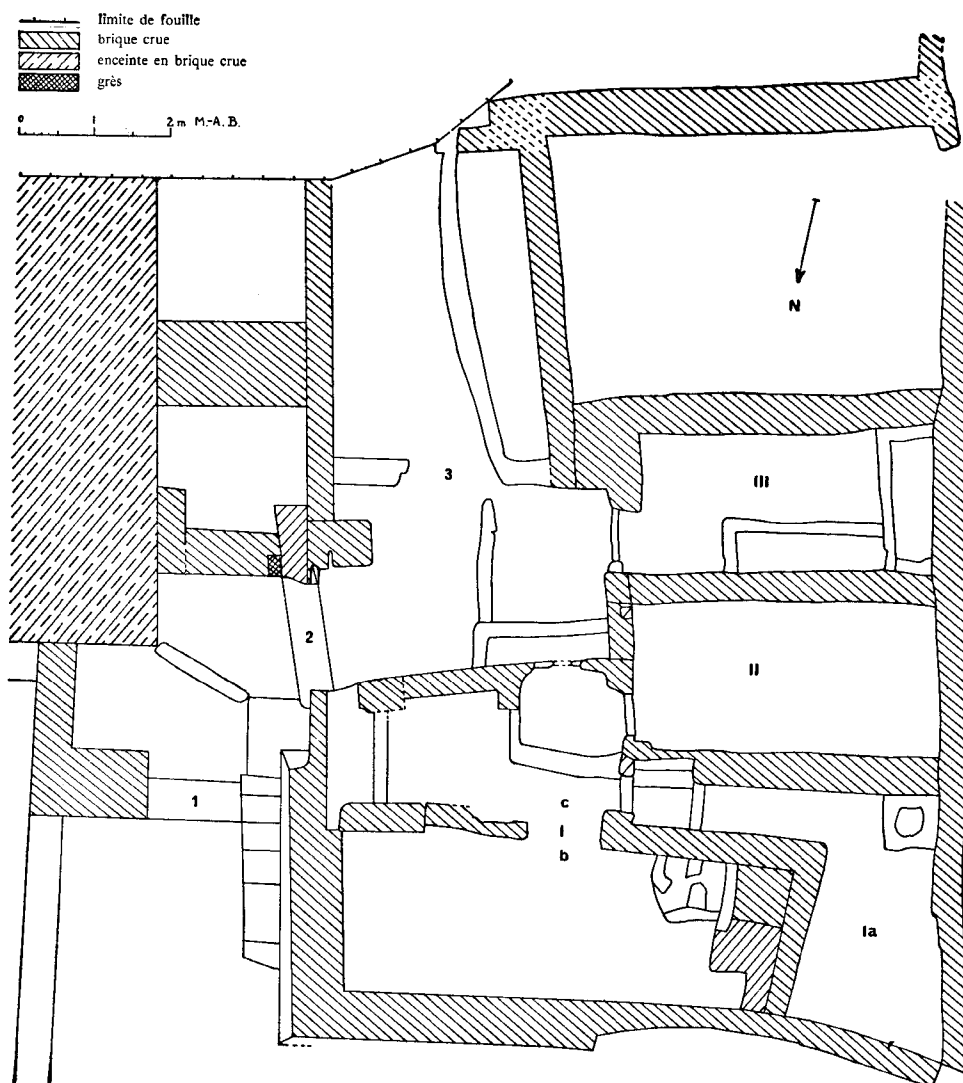 limite de fouille
brique crue
enceinte en brique crue
grès
0 1 2 m M.-A. B.
N
3
III
2
II
1
c
I
b
Ia